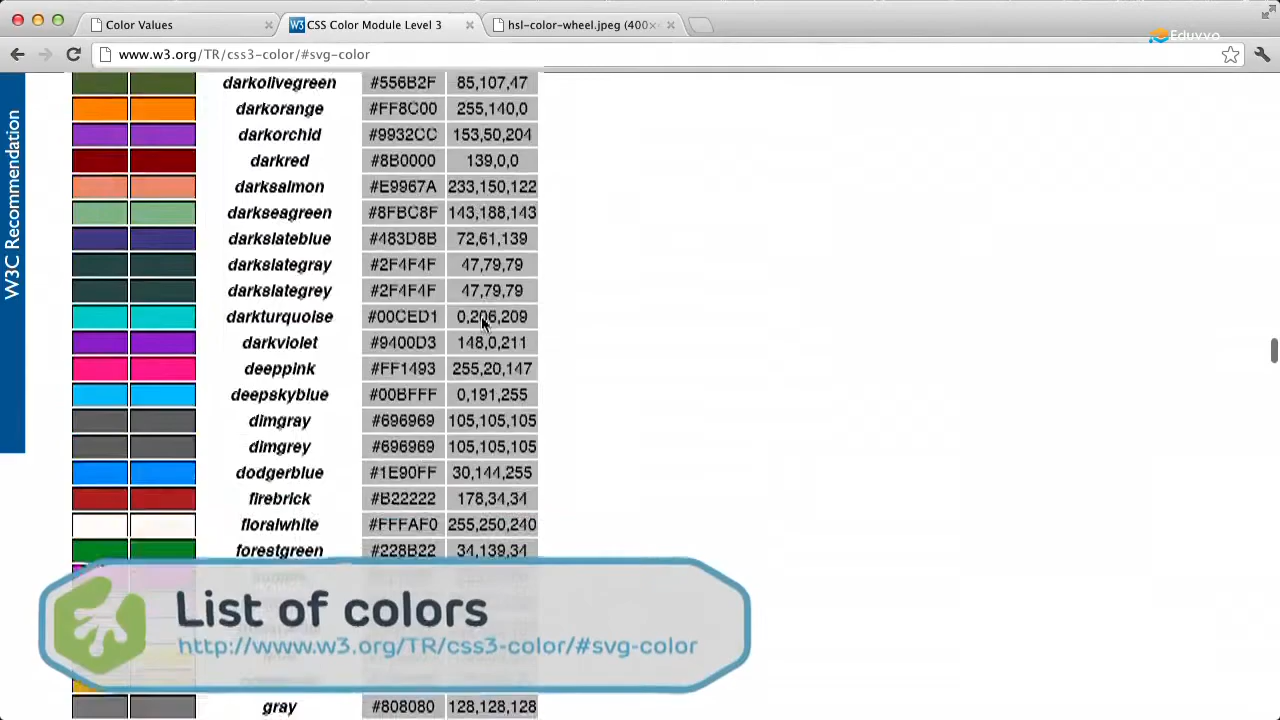 Color Values
W3 CSS Color Module Level 3
hsl-color-wheel.jpeg (400×
Eduvvo
www.w3.org/TR/css3-color/#svg-color
W3C Recommendation
darkolivegreen #556B2F 85,107,47
darkorange #FF8C00 255,140,0
darkorchid #9932CC 153,50,204
darkred #8B0000 139,0,0
darksalmon #E9967A 233,150,122
darkseagreen #8FBC8F 143,188,143
darkslateblue #483D8B 72,61,139
darkslategray #2F4F4F 47,79,79
darkslategrey #2F4F4F 47,79,79
darkturquoise #00CED1 0,206,209
darkviolet #9400D3 148,0,211
deeppink #FF1493 255,20,147
deepskyblue #00BFFF 0,191,255
dimgray #696969 105,105,105
dimgrey #696969 105,105,105
dodgerblue #1E90FF 30,144,255
firebrick #B22222 178,34,34
floralwhite #FFFAF0 255,250,240
forestgreen #228B22 34,139,34
List of colors
http://www.w3.org/TR/css3-color/#svg-color
gray #808080 128,128,128